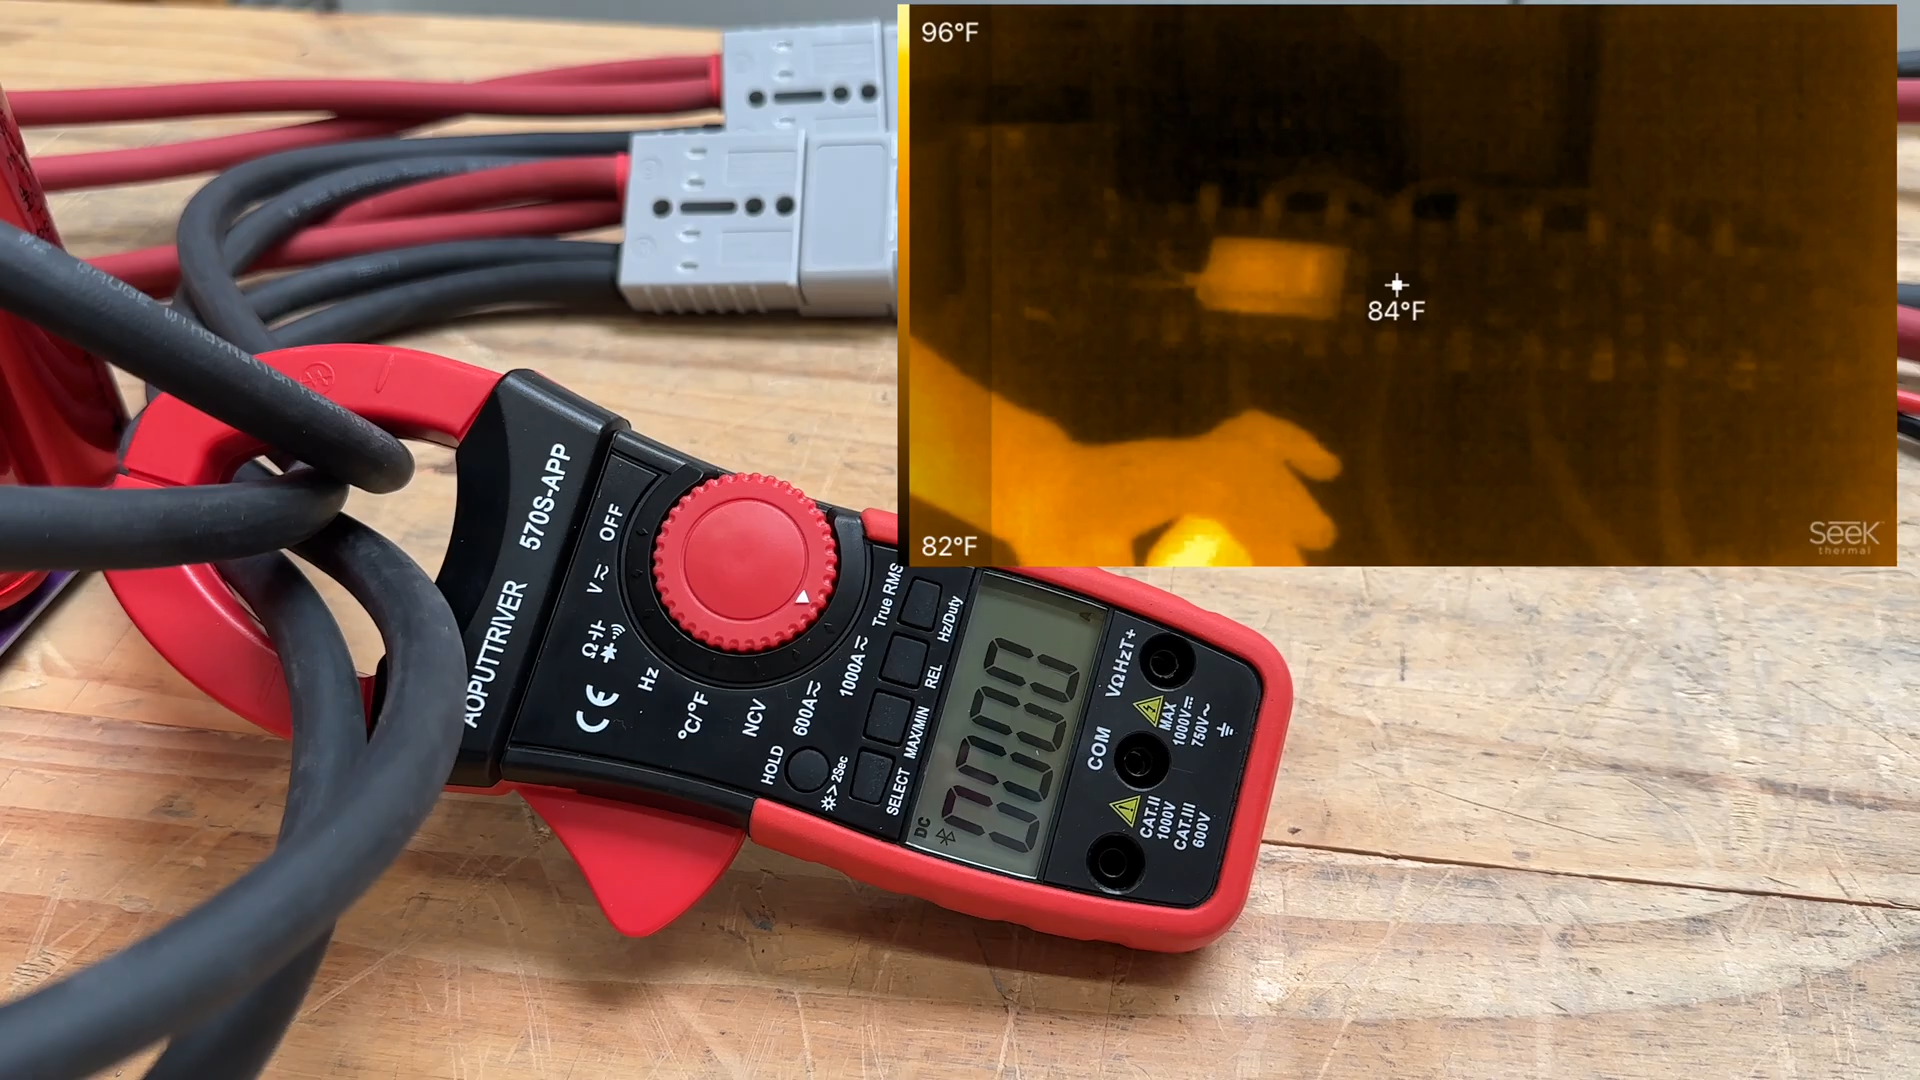 96°F
84°F
82°F
Seek
thermal
WINDYNATION
AOPUTTRIVER 570S-APP
OFF
V
Ω
Hz
°C/°F
NCV
600A
1000A
CE
HOLD
>2Sec
SELECT
MAX/MIN
REL
Hz/Duty
True RMS
DC
A
VΩHzT+
MAX
1000V
750V~
COM
CAT.II
1000V
CAT.III
600V